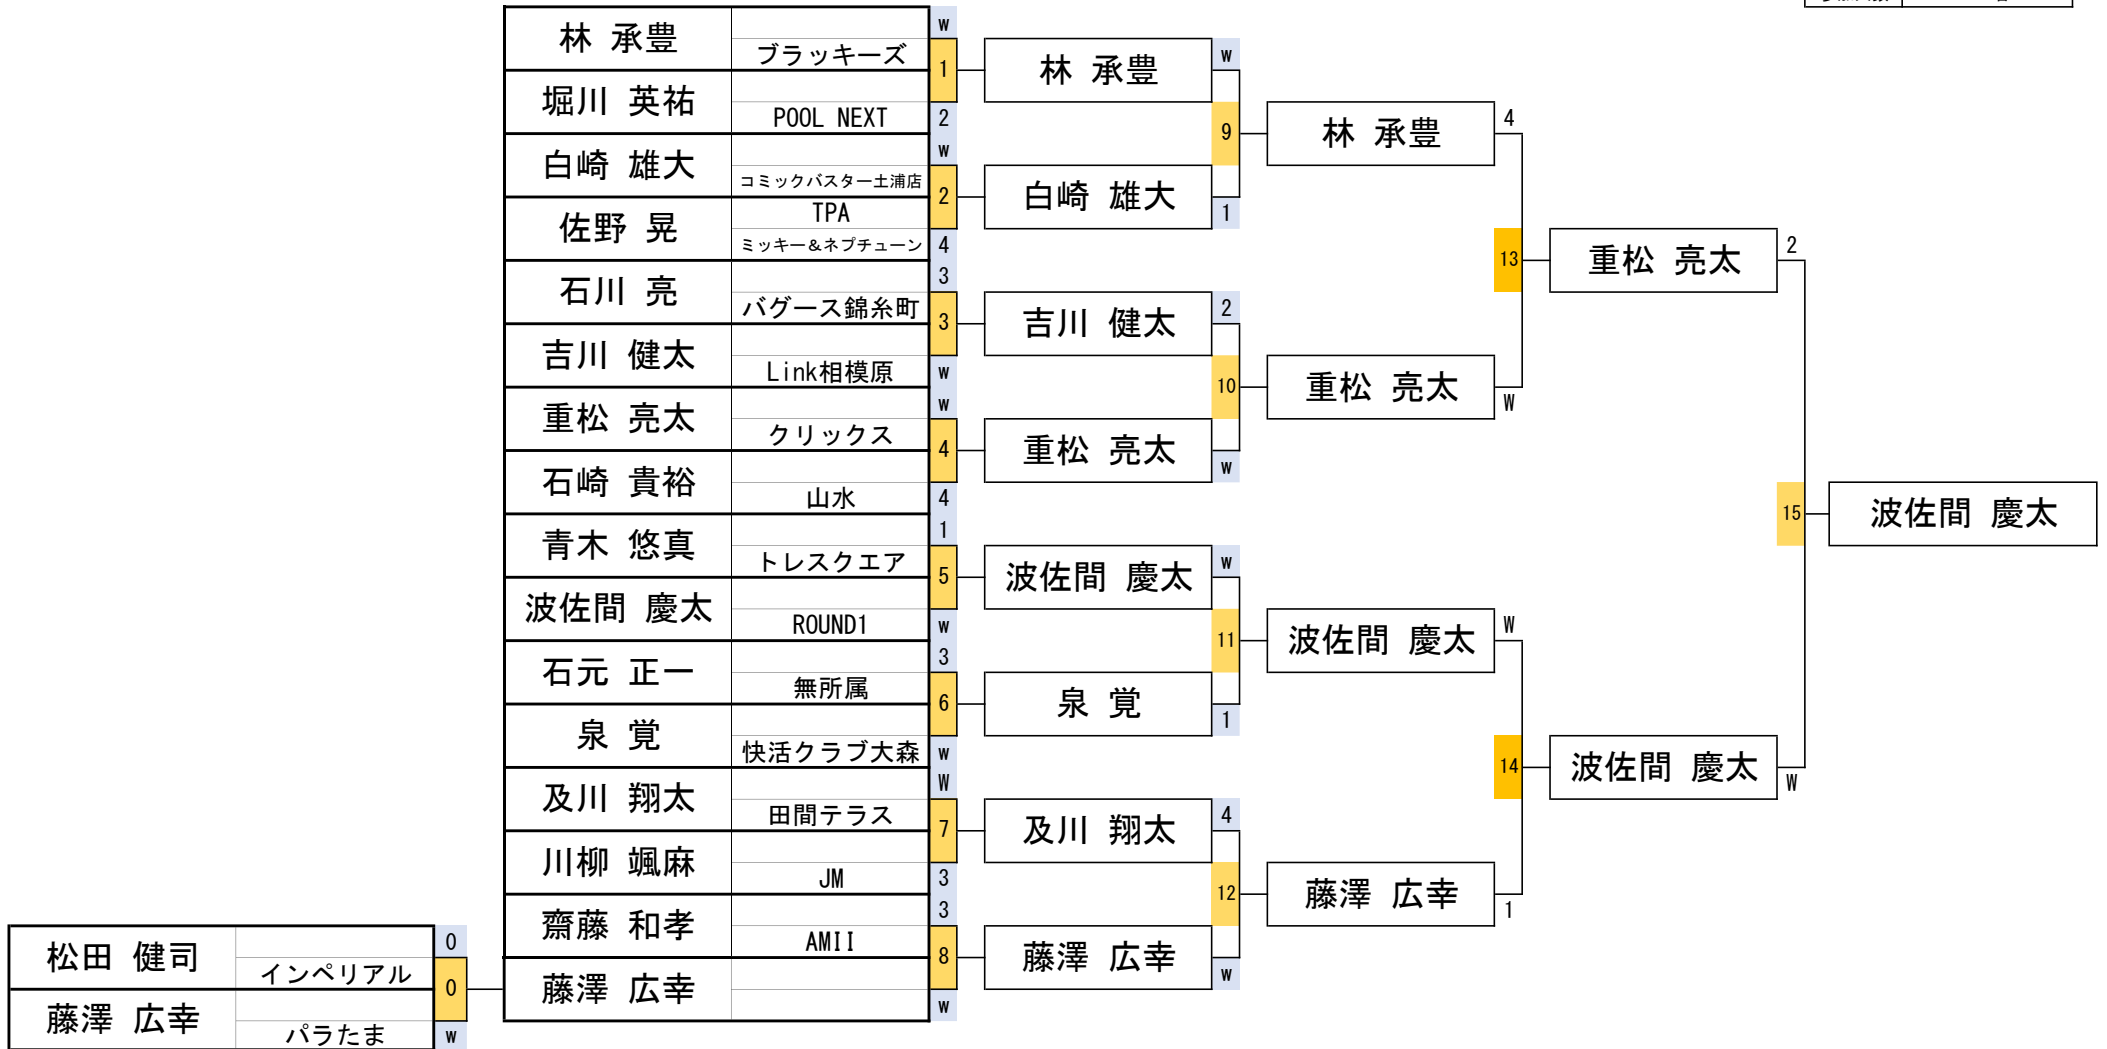 林 承豊
ブラッキーズ
w
1
堀川 英祐
POOL NEXT
2
白崎 雄大
コミックバスター土浦店
w
2
佐野 晃
TPA
ミッキー＆ネプチューン
4
石川 亮
バグース錦糸町
3
3
吉川 健太
Link相模原
w
重松 亮太
クリックス
w
4
石崎 貴裕
山水
4
青木 悠真
トレスクエア
1
5
波佐間 慶太
ROUND1
w
石元 正一
無所属
3
6
泉 覚
快活クラブ大森
w
及川 翔太
田間テラス
W
7
川柳 颯麻
JM
3
齋藤 和孝
AMII
3
8
藤澤 広幸
w
松田 健司
インペリアル
0
0
藤澤 広幸
パラたま
w
林 承豊
w
9
白崎 雄大
1
吉川 健太
2
10
重松 亮太
w
波佐間 慶太
w
11
泉 覚
1
及川 翔太
4
12
藤澤 広幸
w
林 承豊
4
13
重松 亮太
W
波佐間 慶太
W
14
藤澤 広幸
1
重松 亮太
2
15
波佐間 慶太
W
波佐間 慶太